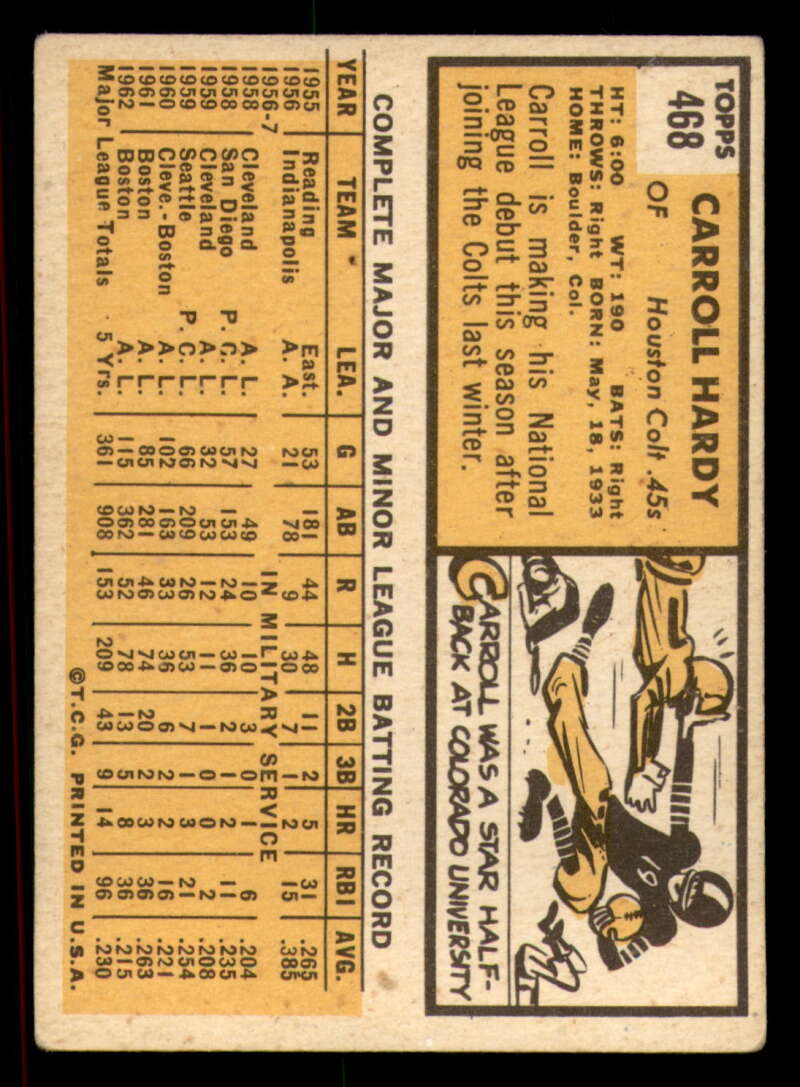 TOPPS
468
CARROLL HARDY
OF Houston Colt .45s
HT: 6:00 WT: 190 BATS: Right
THROWS: Right BORN: May, 18, 1933
HOME: Boulder, Col.
Carroll is making his National
League debut this season after
joining the Colts last winter.
19
CARROLL WAS A STAR HALF-
BACK AT COLORADO UNIVERSITY
COMPLETE MAJOR AND MINOR LEAGUE BATTING RECORD
YEAR TEAM LEA. G AB R H 2B 3B HR RBI AVG.
1955 Reading East. 53 181 44 48 11 2 5 31 .265
1956 Indianapolis A. A. 21 78 9 30 7 1 2 15 .385
1956-7 IN MILITARY SERVICE
1958 Cleveland A. L. 27 49 10 10 3 0 1 6 .204
1958 San Diego P. C. L. 57 153 24 36 2 1 2 11 .235
1959 Cleveland A. L. 32 53 12 11 1 0 0 2 .208
1959 Seattle P. C. L. 66 209 26 53 7 1 3 21 .254
1960 Cleve.-Boston A. L. 102 163 33 36 6 2 2 16 .221
1961 Boston A. L. 85 281 46 74 20 2 3 36 .263
1962 Boston A. L. 115 362 52 78 13 5 8 36 .215
Major League Totals 5 Yrs. 361 908 153 209 43 9 14 96 .230
©T.C.G. PRINTED IN U.S.A.